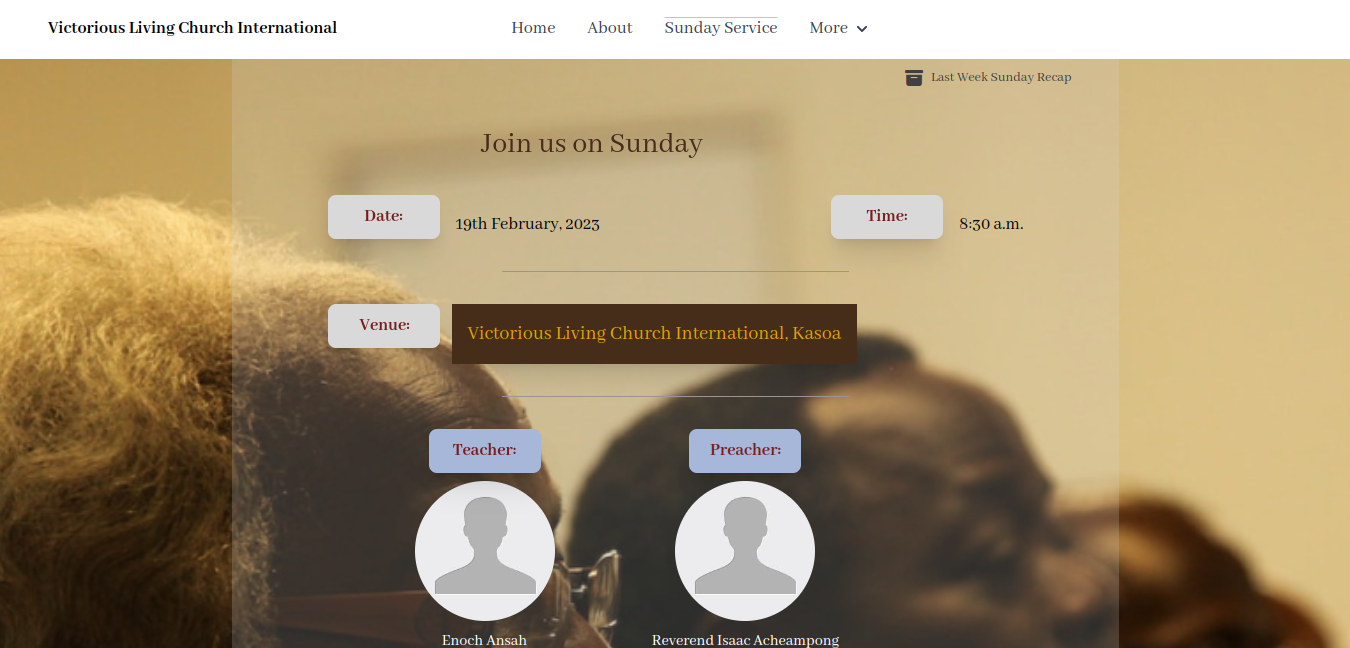 Victorious Living Church International
Home
About
Sunday Service
More
Last Week Sunday Recap
Join us on Sunday
Date:
19th February, 2023
Time:
8:30 a.m.
Venue:
Victorious Living Church International, Kasoa
Teacher:
Preacher:
Enoch Ansah
Reverend Isaac Acheampong